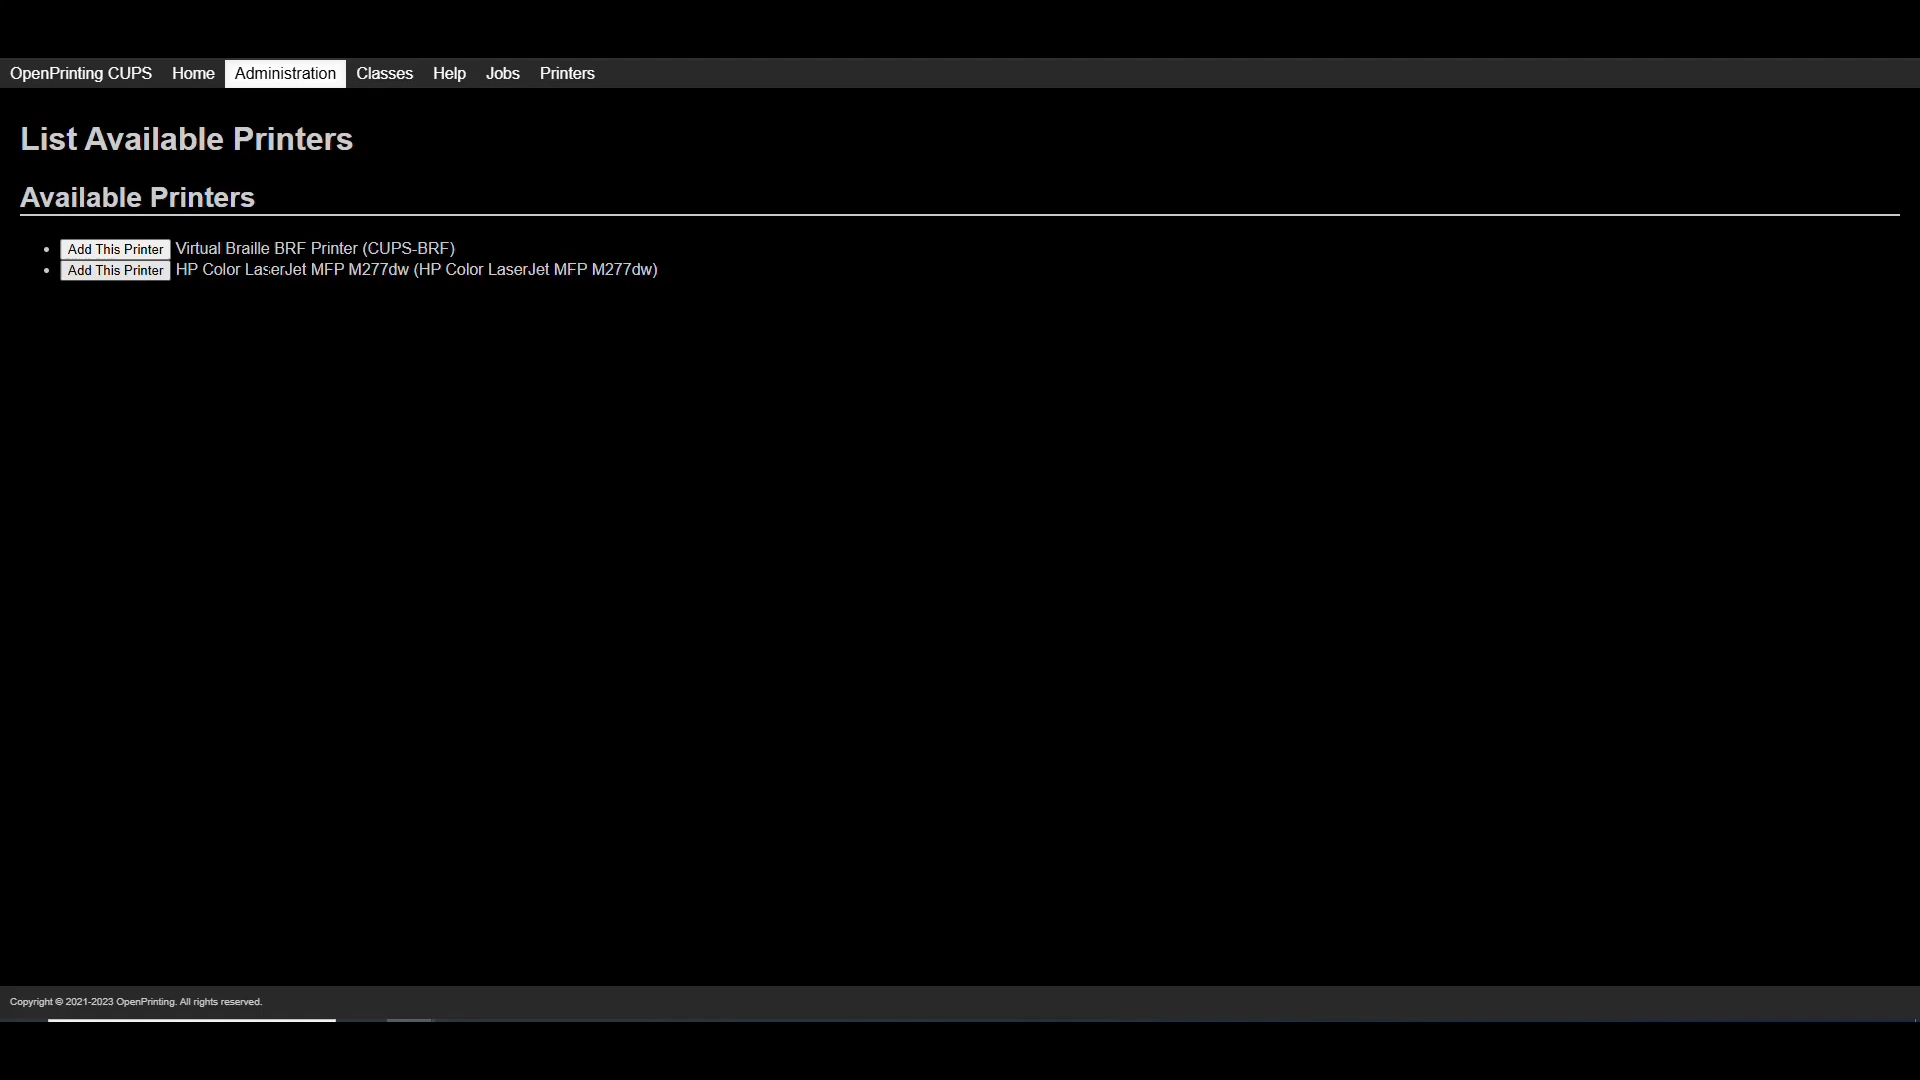 OpenPrinting CUPS Home Administration Classes Help Jobs Printers
List Available Printers
Available Printers
Add This Printer Virtual Braille BRF Printer (CUPS-BRF)
Add This Printer HP Color LaserJet MFP M277dw (HP Color LaserJet MFP M277dw)
Copyright © 2021-2023 OpenPrinting. All rights reserved.